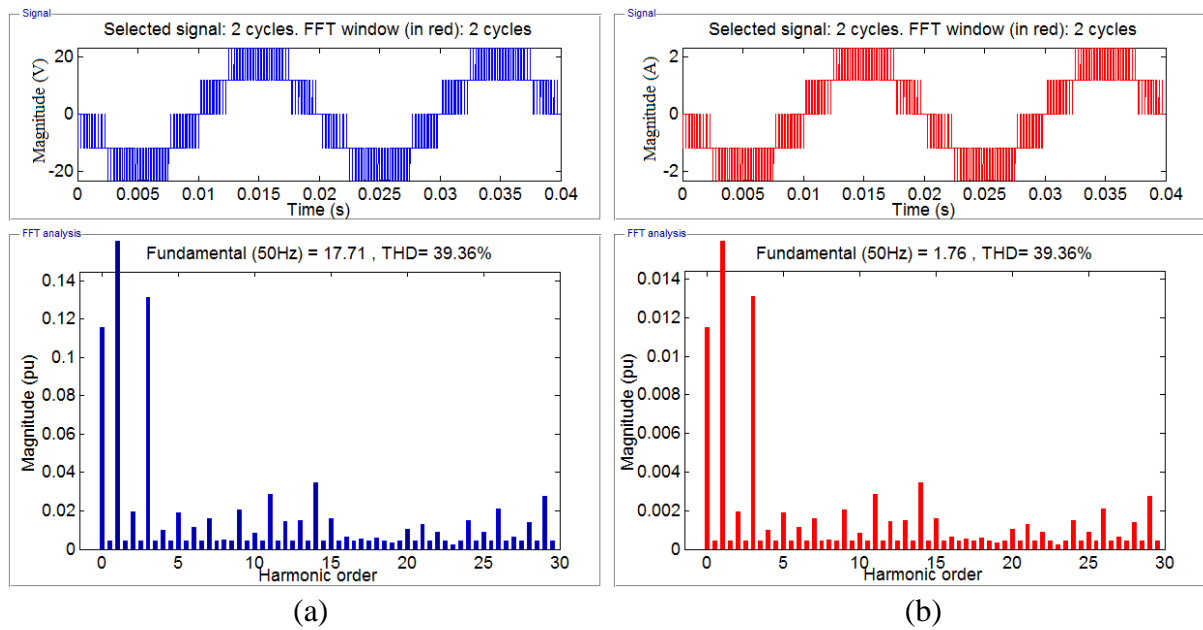 Signal
Selected signal: 2 cycles. FFT window (in red): 2 cycles
Magnitude (V)
20
0
-20
0 0.005 0.01 0.015 0.02 0.025 0.03 0.035 0.04
Time (s)
FFT analysis
Fundamental (50Hz) = 17.71 , THD= 39.36%
Magnitude (pu)
0.14
0.12
0.1
0.08
0.06
0.04
0.02
0
0 5 10 15 20 25 30
Harmonic order
(a)
Signal
Selected signal: 2 cycles. FFT window (in red): 2 cycles
Magnitude (A)
2
0
-2
0 0.005 0.01 0.015 0.02 0.025 0.03 0.035 0.04
Time (s)
FFT analysis
Fundamental (50Hz) = 1.76 , THD= 39.36%
Magnitude (pu)
0.014
0.012
0.01
0.008
0.006
0.004
0.002
0
0 5 10 15 20 25 30
Harmonic order
(b)